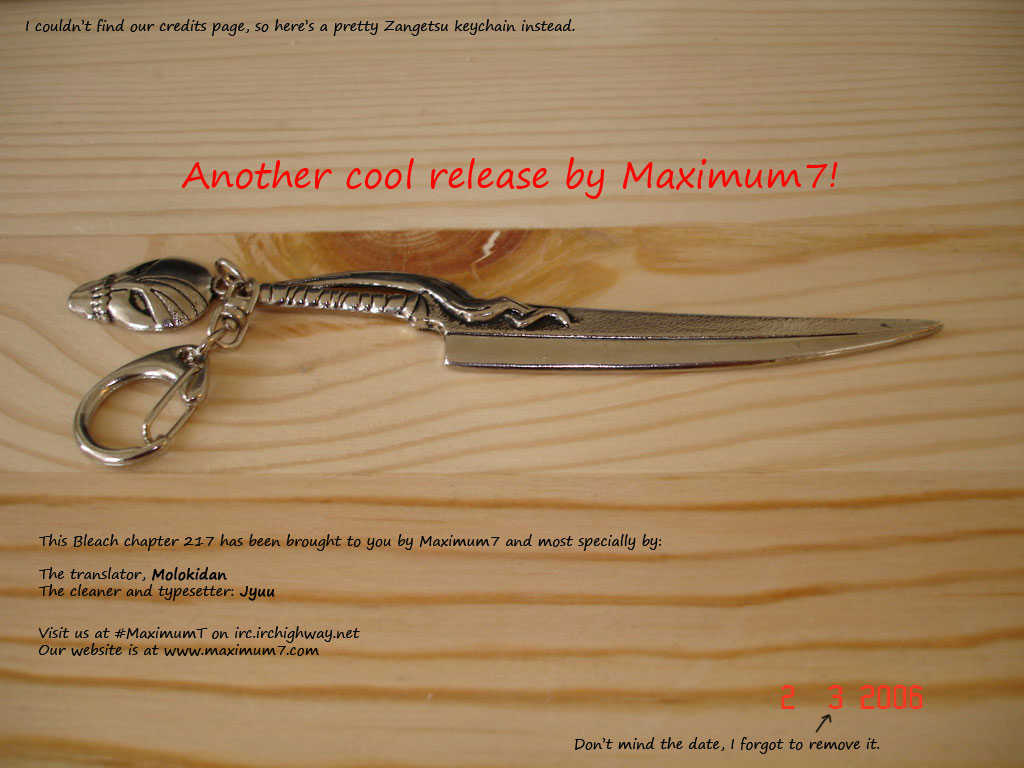 I couldn't find our credits page, so here's a pretty Zangetsu keychain instead.
Another cool release by Maximum7!
This Bleach chapter 217 has been brought to you by Maximum7 and most specially by:
The translator, Molokidan
The cleaner and typesetter: Jyuu
Visit us at #MaximumT on irc.irchighway.net
Our website is at www.maximum7.com
2 3 2006
Don't mind the date, I forgot to remove it.